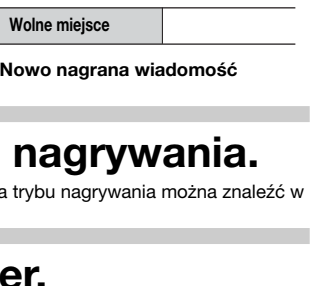 Wolne miejsce
Nowo nagrana wiadomość
nagrywania.
a trybu nagrywania można znaleźć w
er.